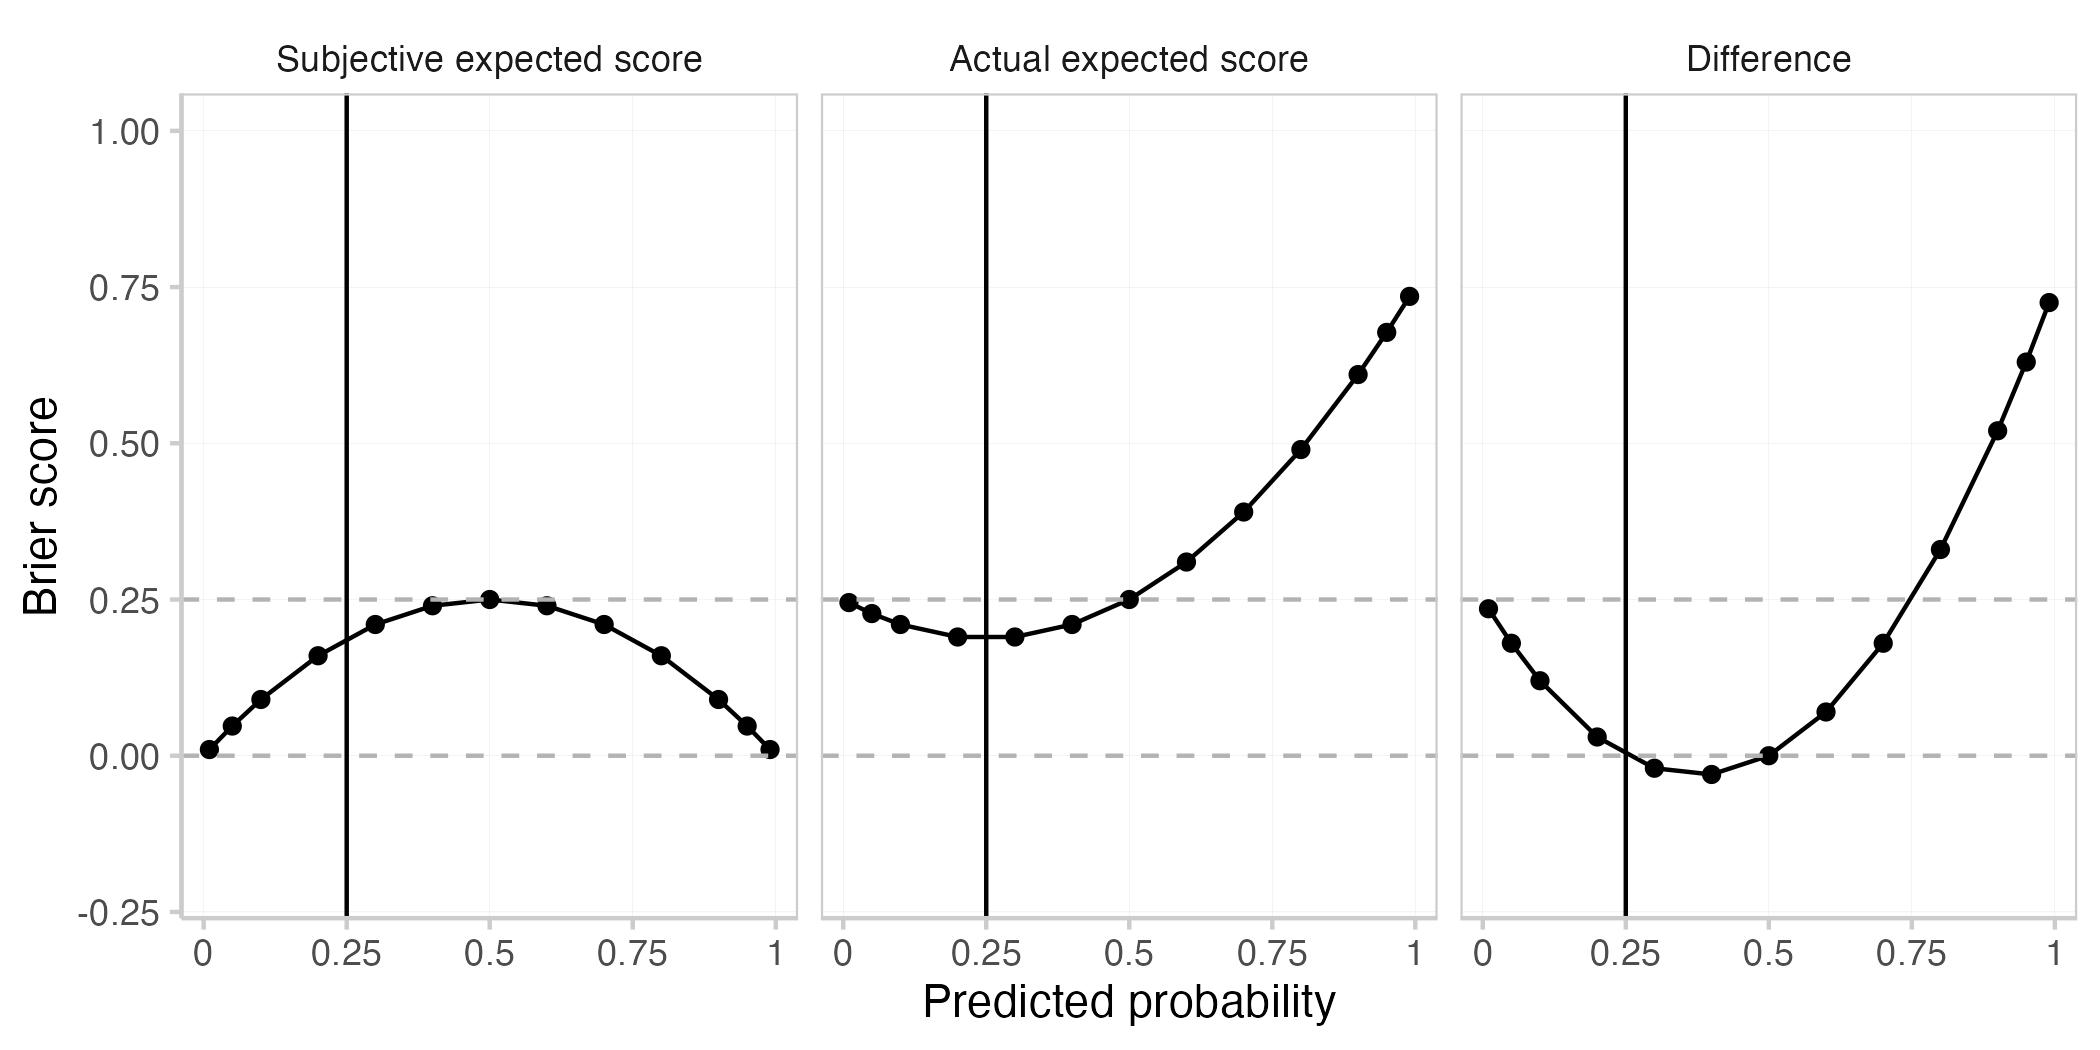 Subjective expected score
Actual expected score
Difference
Brier score
1.00
0.75
0.50
0.25
0.00
-0.25
0 0.25 0.5 0.75 1
0 0.25 0.5 0.75 1
0 0.25 0.5 0.75 1
Predicted probability